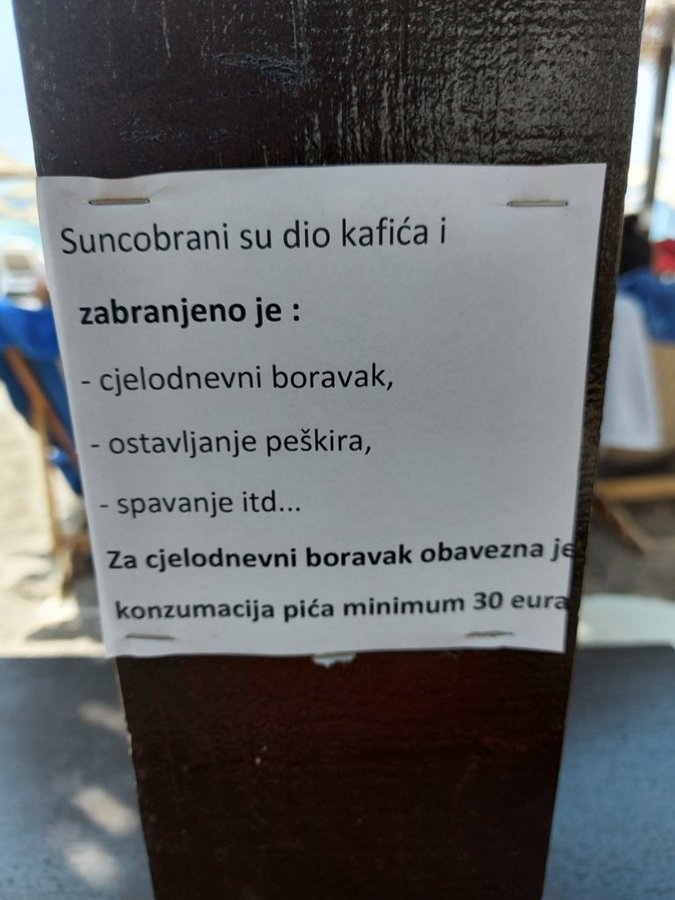 Suncobrani su dio kafića i
zabranjeno je :
- cjelodnevni boravak,
- ostavljanje peškira,
- spavanje itd...
Za cjelodnevni boravak obavezna je
konzumacija pića minimum 30 eura